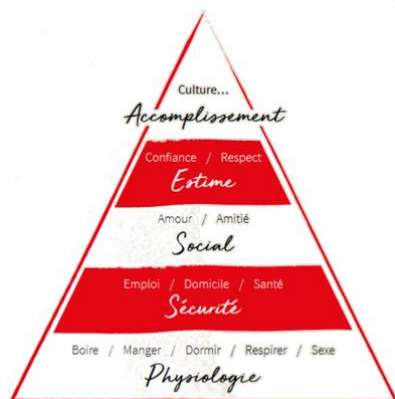 Culture...
Accomplissement
Confiance / Respect
Estime
Amour / Amitié
Social
Emploi / Domicile / Santé
Sécurité
Boire / Manger / Dormir / Respirer / Sexe
Physiologie